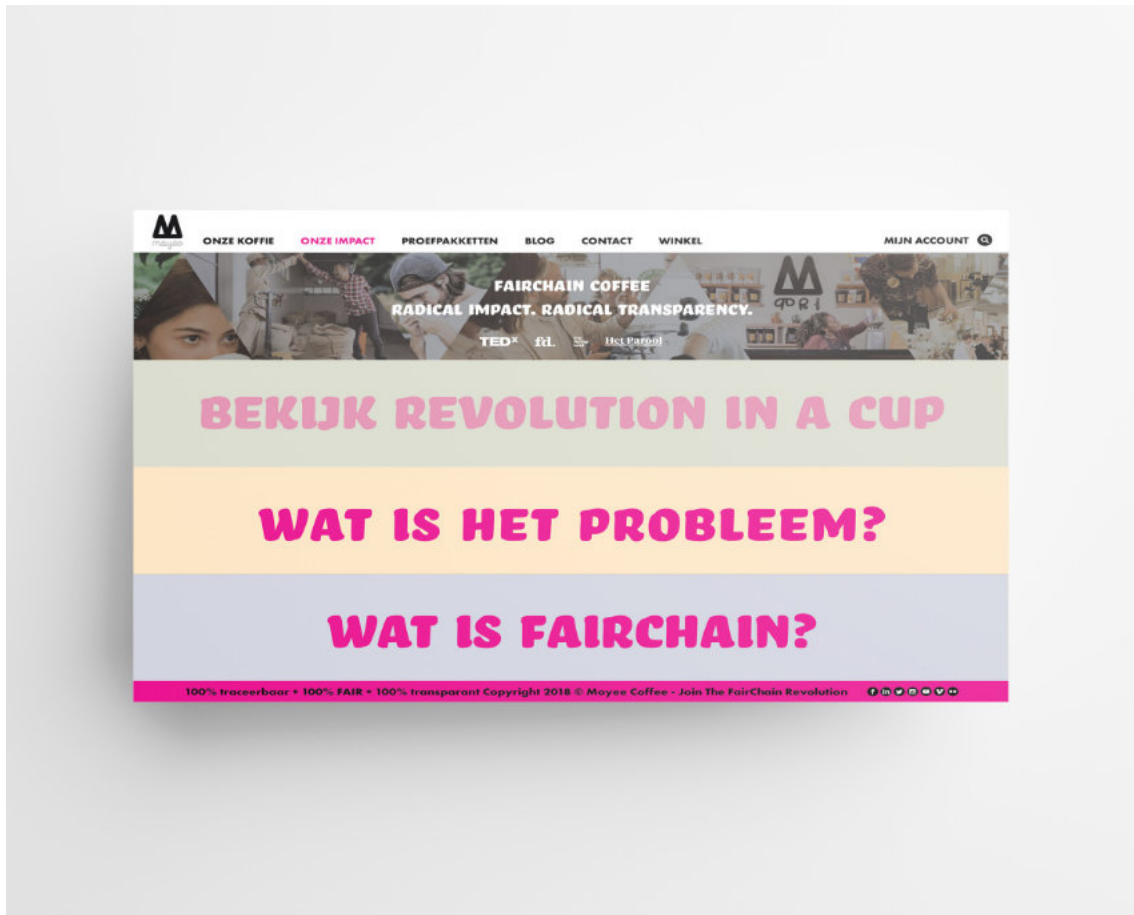 moyee
ONZE KOFFIE ONZE IMPACT PROEFPAKKETTEN BLOG CONTACT WINKEL MIJN ACCOUNT
FAIRCHAIN COFFEE
RADICAL IMPACT. RADICAL TRANSPARENCY.
TEDx fd. Het Parool
BEKIJK REVOLUTION IN A CUP
WAT IS HET PROBLEEM?
WAT IS FAIRCHAIN?
100% traceerbaar • 100% FAIR • 100% transparant Copyright 2018 © Moyee Coffee - Join The FairChain Revolution